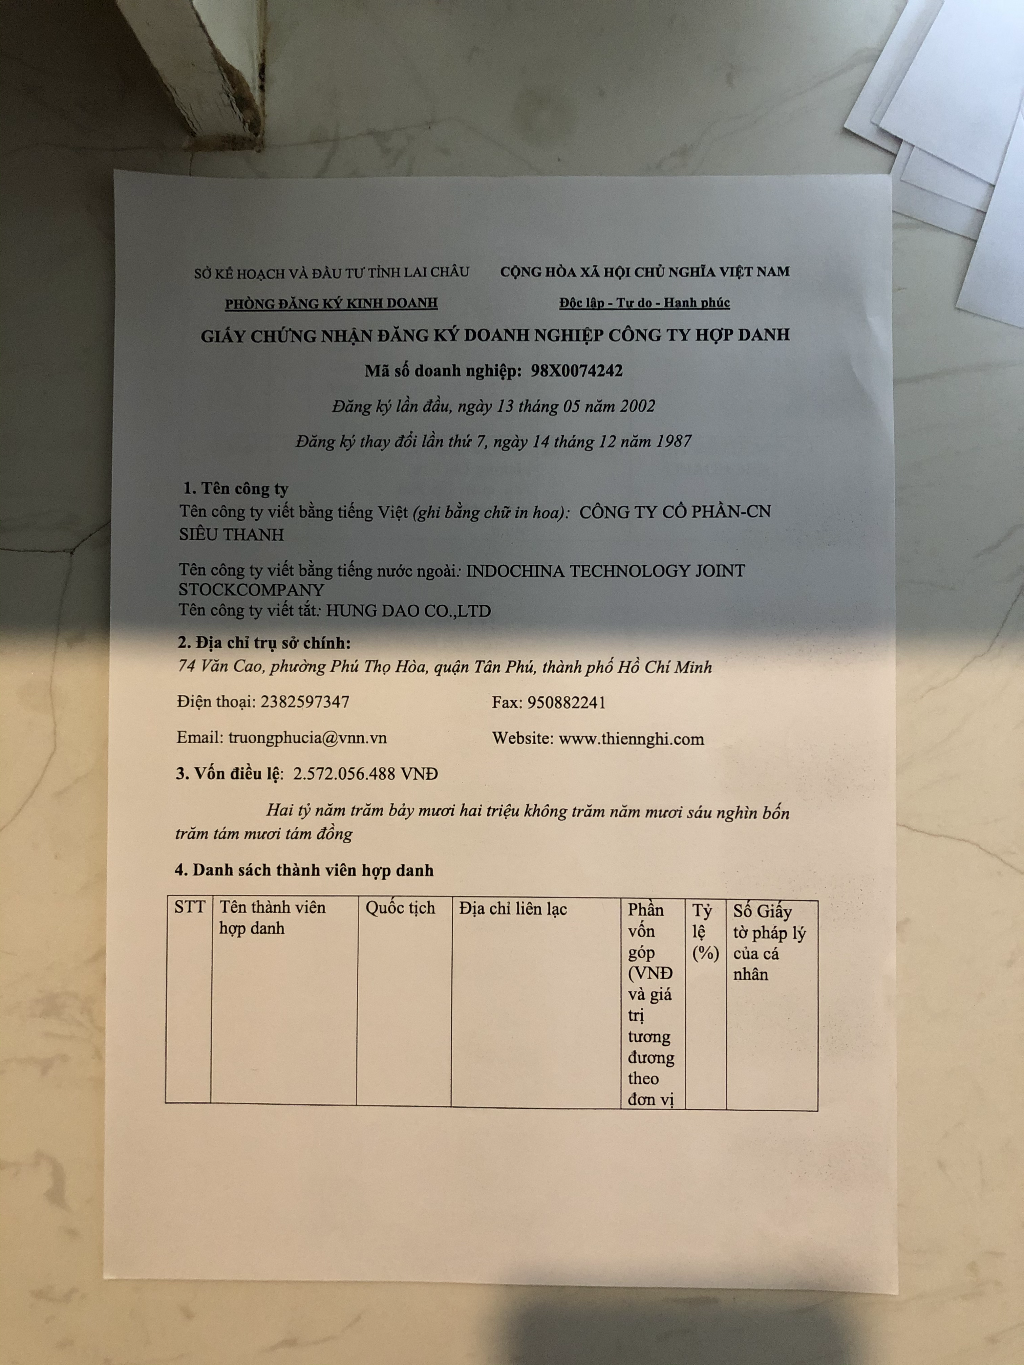 SỞ KẾ HOẠCH VÀ ĐẦU TƯ TỈNH LAI CHÂU
CỘNG HÒA XÃ HỘI CHỦ NGHĨA VIỆT NAM
PHÒNG ĐĂNG KÝ KINH DOANH
Độc lập - Tự do - Hạnh phúc
GIẤY CHỨNG NHẬN ĐĂNG KÝ DOANH NGHIỆP CÔNG TY HỢP DANH
Mã số doanh nghiệp: 98X0074242
Đăng ký lần đầu, ngày 13 tháng 05 năm 2002
Đăng ký thay đổi lần thứ 7, ngày 14 tháng 12 năm 1987
1. Tên công ty
Tên công ty viết bằng tiếng Việt (ghi bằng chữ in hoa): CÔNG TY CỔ PHẦN-CN
SIÊU THANH
Tên công ty viết bằng tiếng nước ngoài: INDOCHINA TECHNOLOGY JOINT
STOCKCOMPANY
Tên công ty viết tắt: HUNG DAO CO.,LTD
2. Địa chỉ trụ sở chính:
74 Văn Cao, phường Phú Thọ Hòa, quận Tân Phú, thành phố Hồ Chí Minh
Điện thoại: 2382597347
Fax: 950882241
Email: truongphucia@vnn.vn
Website: www.thiennghi.com
3. Vốn điều lệ: 2.572.056.488 VNĐ
Hai tỷ năm trăm bảy mươi hai triệu không trăm năm mươi sáu nghìn bốn
trăm tám mươi tám đồng
4. Danh sách thành viên hợp danh
STT
Tên thành viên
hợp danh
Quốc tịch
Địa chỉ liên lạc
Phần
vốn
góp
(VNĐ
và giá
trị
tương
đương
theo
đơn vị
Tỷ
lệ
(%)
Số Giấy
tờ pháp lý
của cá
nhân